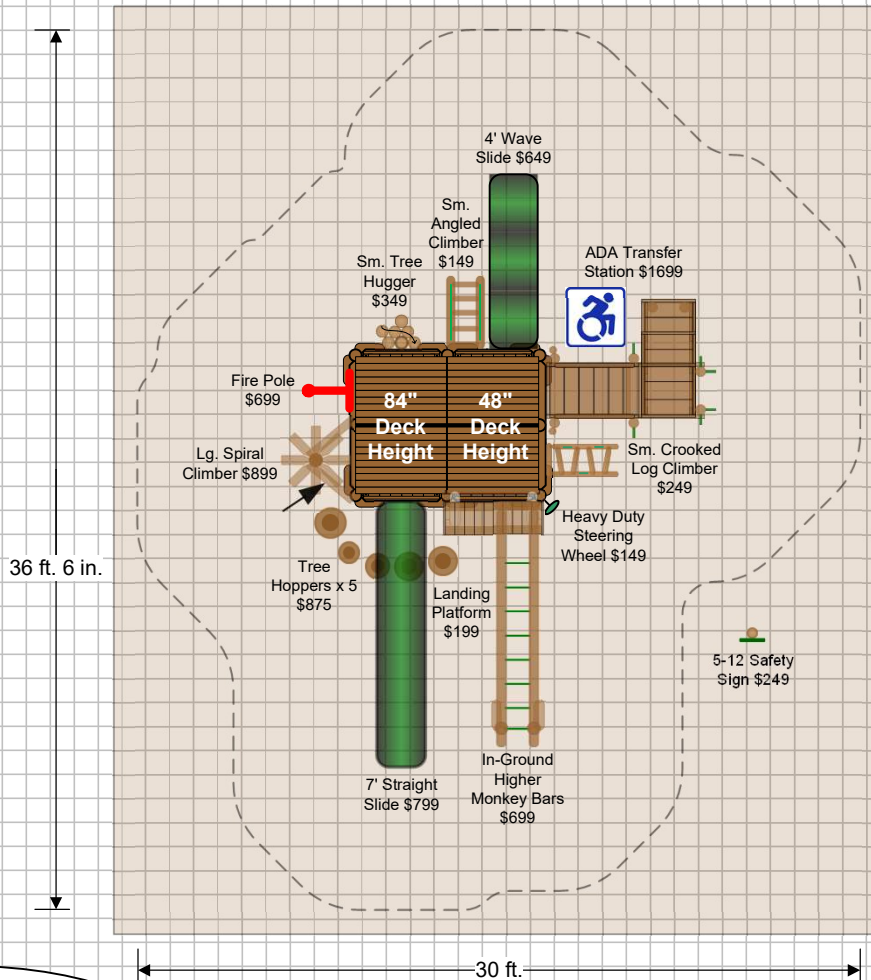 4' Wave
Slide $649
Sm.
Angled
Climber
$149
Sm. Tree
Hugger
$349
ADA Transfer
Station $1699
Fire Pole
$699
84"
Deck
Height
48"
Deck
Height
Lg. Spiral
Climber $899
Sm. Crooked
Log Climber
$249
Heavy Duty
Steering
Wheel $149
36 ft. 6 in.
Tree
Hoppers x 5
$875
Landing
Platform
$199
5-12 Safety
Sign $249
7' Straight
Slide $799
In-Ground
Higher
Monkey Bars
$699
30 ft.